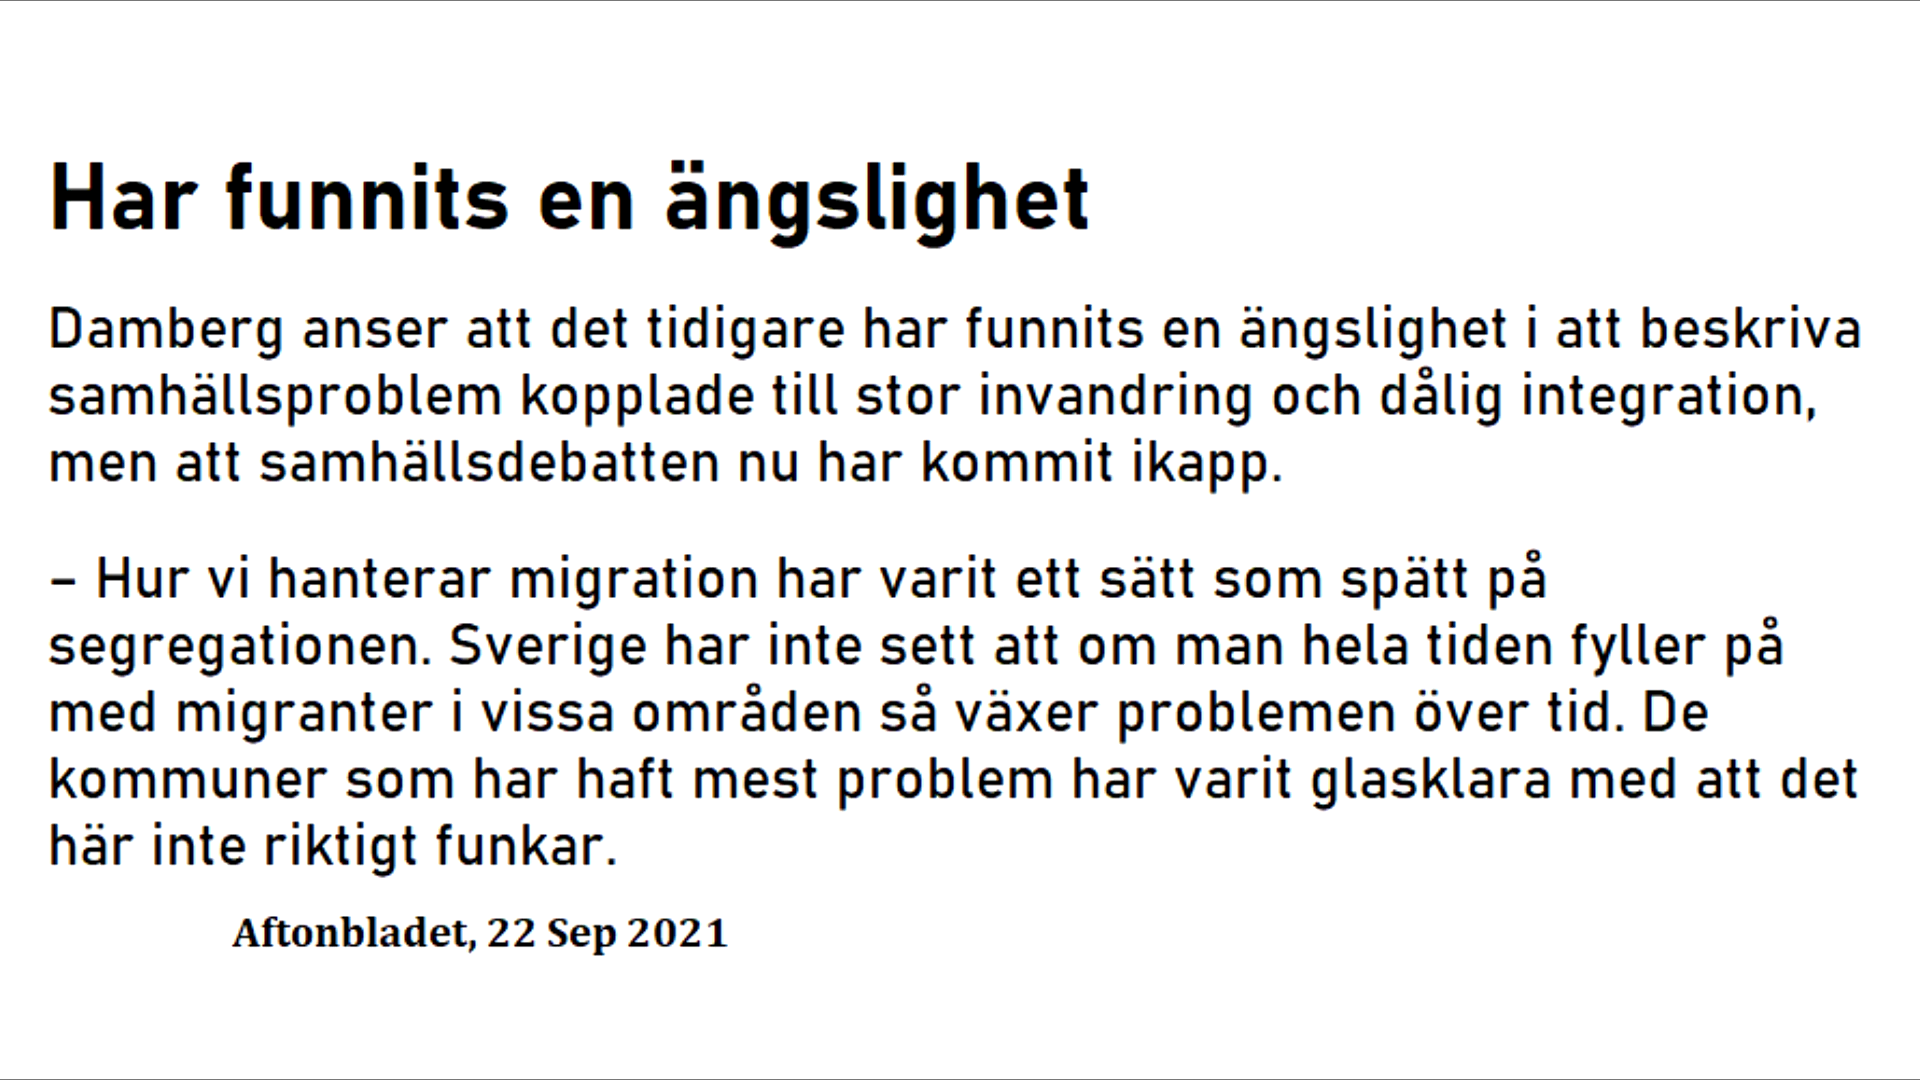 Har funnits en ängslighet
Damberg anser att det tidigare har funnits en ängslighet i att beskriva
samhällsproblem kopplade till stor invandring och dålig integration,
men att samhällsdebatten nu har kommit ikapp.
– Hur vi hanterar migration har varit ett sätt som spätt på
segregationen. Sverige har inte sett att om man hela tiden fyller på
med migranter i vissa områden så växer problemen över tid. De
kommuner som har haft mest problem har varit glasklara med att det
här inte riktigt funkar.
Aftonbladet, 22 Sep 2021